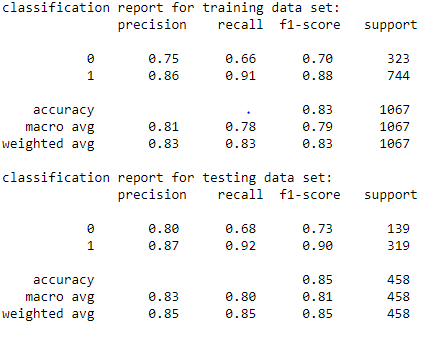 classification report for training data set:
precision recall f1-score support
0 0.75 0.66 0.70 323
1 0.86 0.91 0.88 744
accuracy 0.83 1067
macro avg 0.81 0.78 0.79 1067
weighted avg 0.83 0.83 0.83 1067
classification report for testing data set:
precision recall f1-score support
0 0.80 0.68 0.73 139
1 0.87 0.92 0.90 319
accuracy 0.85 458
macro avg 0.83 0.80 0.81 458
weighted avg 0.85 0.85 0.85 458